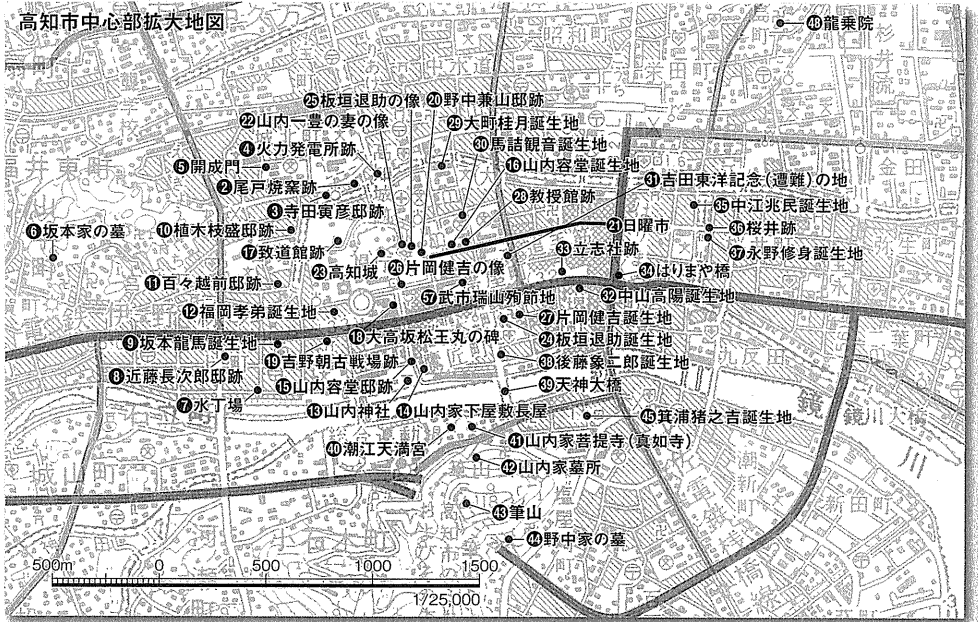 高知市中心部拡大地図
㊽龍乗院
㉕板垣退助の像
⑳野中兼山邸跡
㉒山内一豊の妻の像
㉙大町桂月誕生地
④火力発電所跡
㉚馬詰観音誕生地
⑤開成門
⑯山内容堂誕生地
②尾戸焼窯跡
㉘教授館跡
㉛吉田東洋記念(遭難)の地
③寺田寅彦邸跡
㉟中江兆民誕生地
⑥坂本家の墓
⑩植木枝盛邸跡
㉑日曜市
㊱桜井跡
⑰致道館跡
㉝立志社跡
㊲永野修身誕生地
㉓高知城
㉖片岡健吉の像
㉞はりまや橋
⑪百々越前邸跡
57武市瑞山殉節地
㉜中山高陽誕生地
⑫福岡孝弟誕生地
㉗片岡健吉誕生地
⑱大高坂松王丸の碑
㉔板垣退助誕生地
⑨坂本龍馬誕生地
⑲吉野朝古戦場跡
㊳後藤象二郎誕生地
⑧近藤長次郎邸跡
⑮山内容堂邸跡
㊴天神大橋
⑦水丁場
⑬山内神社
⑭山内家下屋敷長屋
㊺箕浦猪之吉誕生地
㊵潮江天満宮
㊶山内家菩提寺(真如寺)
㊷山内家墓所
㊸筆山
㊹野中家の墓
鏡川大橋
500m 0 500 1000 1500
1/25,000